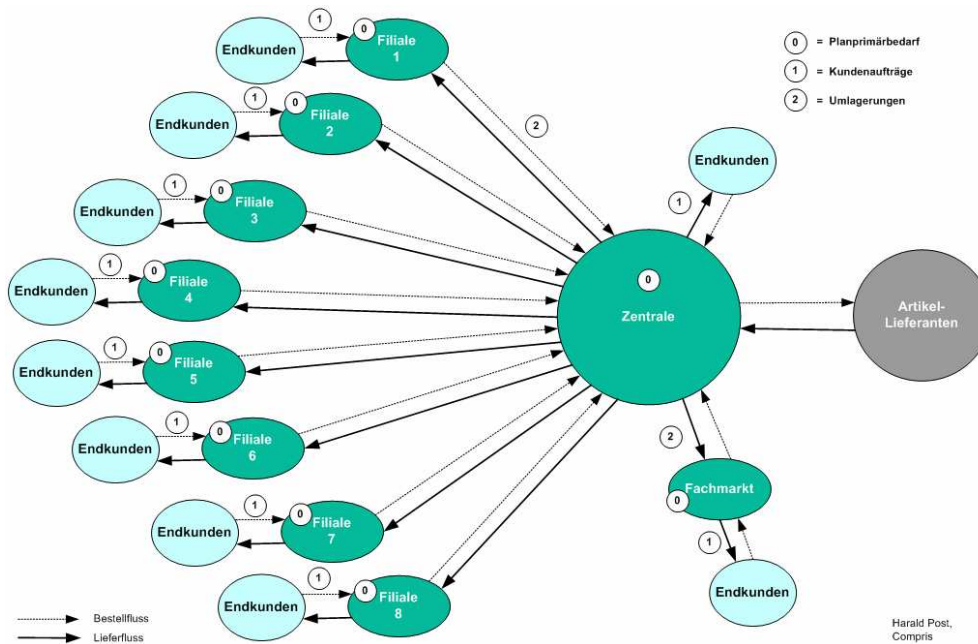 1
0
Endkunden
Filiale
1
0 = Planprimärbedarf
1 = Kundenaufträge
2 = Umlagerungen
1
0
Endkunden
Filiale
2
2
Endkunden
1
1
0
Endkunden
Filiale
3
1
0
Endkunden
Filiale
4
0
Zentrale
Artikel-
Lieferanten
1
0
Endkunden
Filiale
5
1
0
Endkunden
Filiale
6
2
Fachmarkt
0
1
Endkunden
1
0
Endkunden
Filiale
7
1
0
Endkunden
Filiale
8
Bestellfluss
Lieferfluss
Harald Post,
Compris